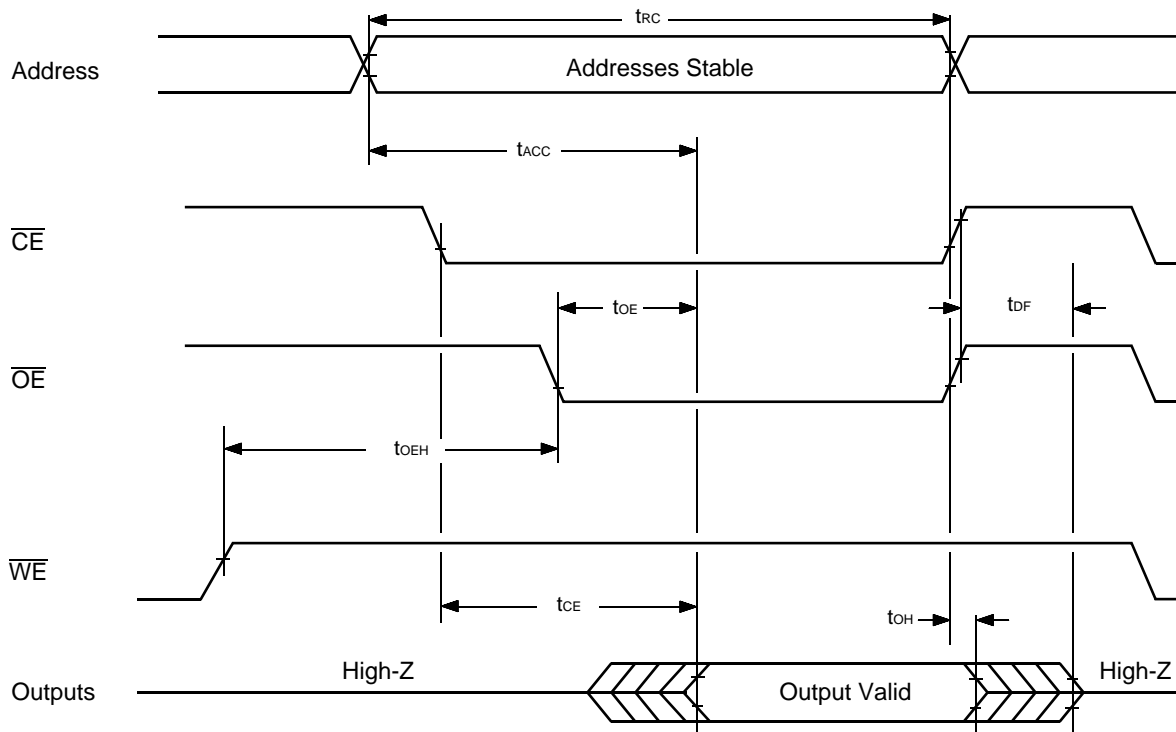 tRC
Address
Addresses Stable
tACC
CE
tOE
tDF
OE
tOEH
WE
tCE
tOH
High-Z
High-Z
Outputs
Output Valid